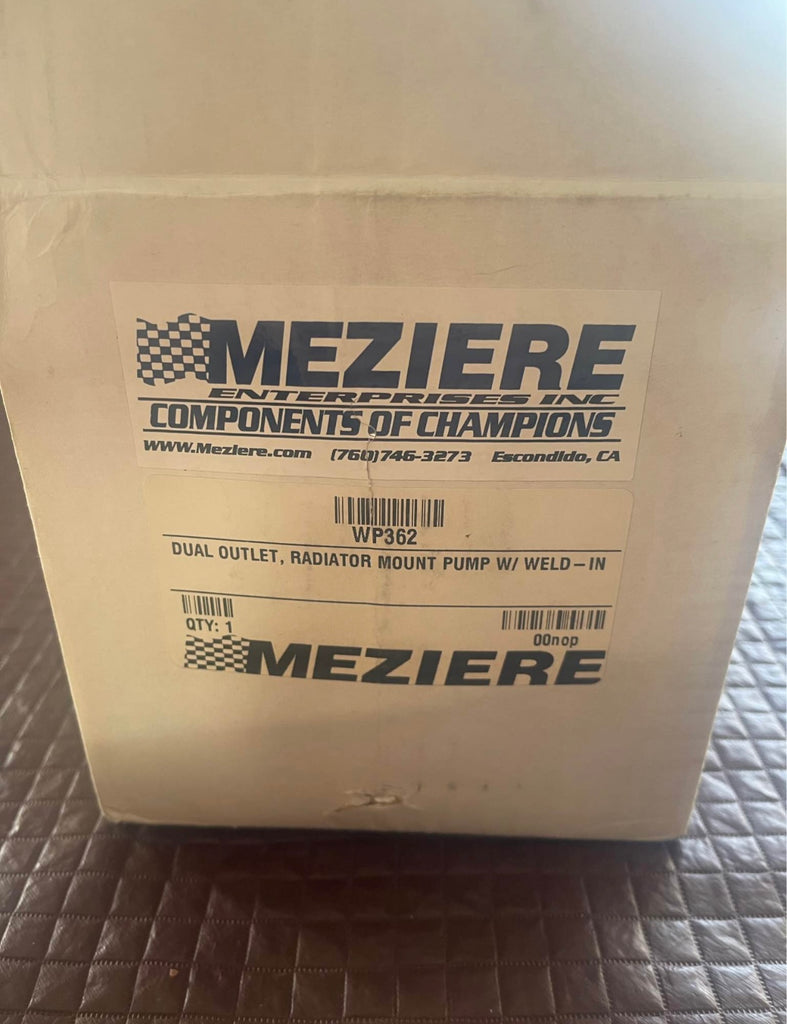 MEZIERE
ENTERPRISES INC
COMPONENTS OF CHAMPIONS
WWW.Meziere.com (760)746-3273 Escondido, CA
WP362
DUAL OUTLET, RADIATOR MOUNT PUMP W/ WELD-IN
QTY: 1
00nop
MEZIERE